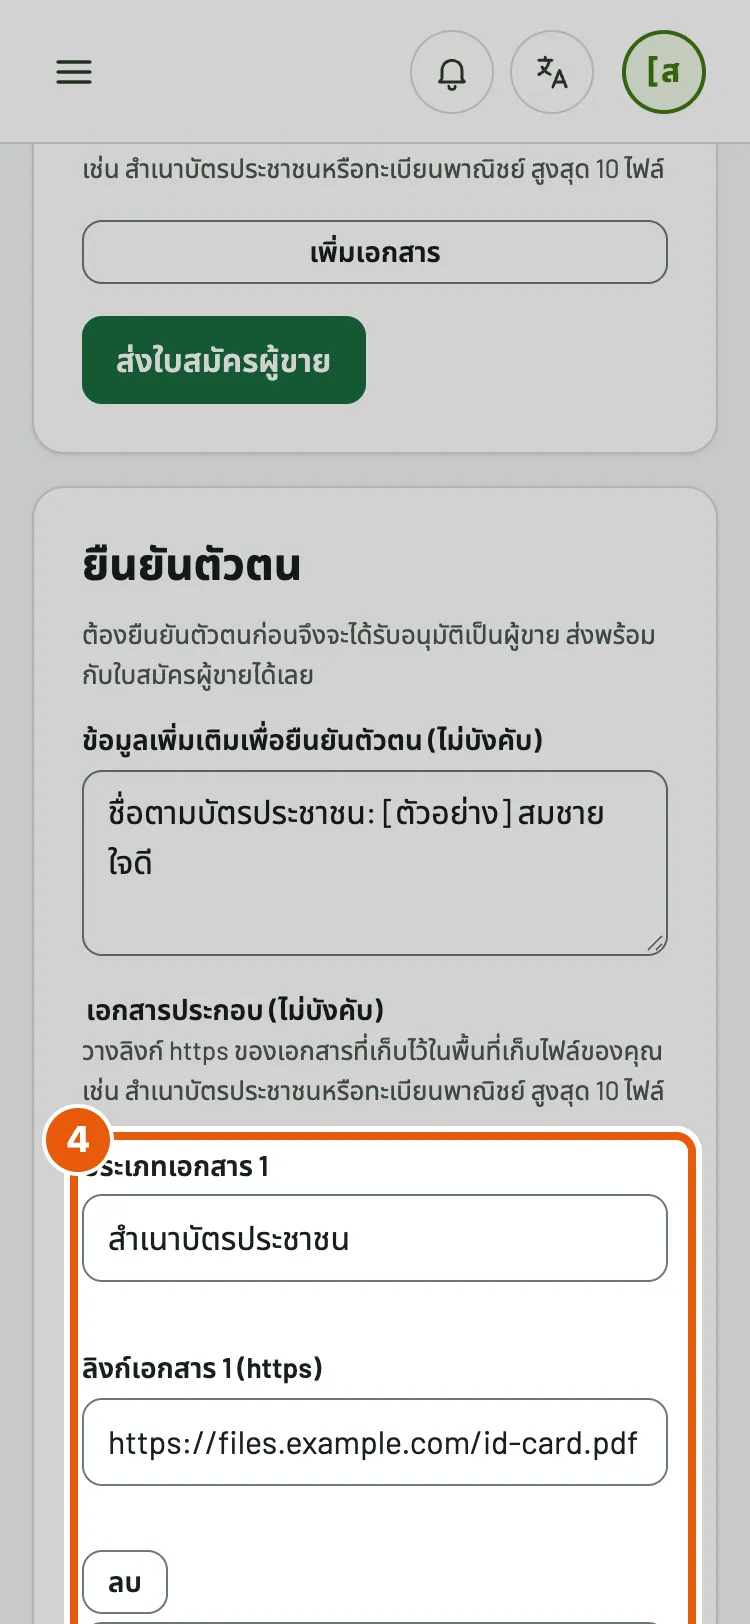 [ส
เช่น สำเนาบัตรประชาชนหรือทะเบียนพาณิชย์ สูงสุด 10 ไฟล์
เพิ่มเอกสาร
ส่งใบสมัครผู้ขาย
ยืนยันตัวตน
ต้องยืนยันตัวตนก่อนจึงจะได้รับอนุมัติเป็นผู้ขาย ส่งพร้อม
กับใบสมัครผู้ขายได้เลย
ข้อมูลเพิ่มเติมเพื่อยืนยันตัวตน (ไม่บังคับ)
ชื่อตามบัตรประชาชน: [ตัวอย่าง] สมชาย
ใจดี
เอกสารประกอบ (ไม่บังคับ)
วางลิงก์ https ของเอกสารที่เก็บไว้ในพื้นที่เก็บไฟล์ของคุณ
เช่น สำเนาบัตรประชาชนหรือทะเบียนพาณิชย์ สูงสุด 10 ไฟล์
4
ประเภทเอกสาร 1
สำเนาบัตรประชาชน
ลิงก์เอกสาร 1 (https)
https://files.example.com/id-card.pdf
ลบ